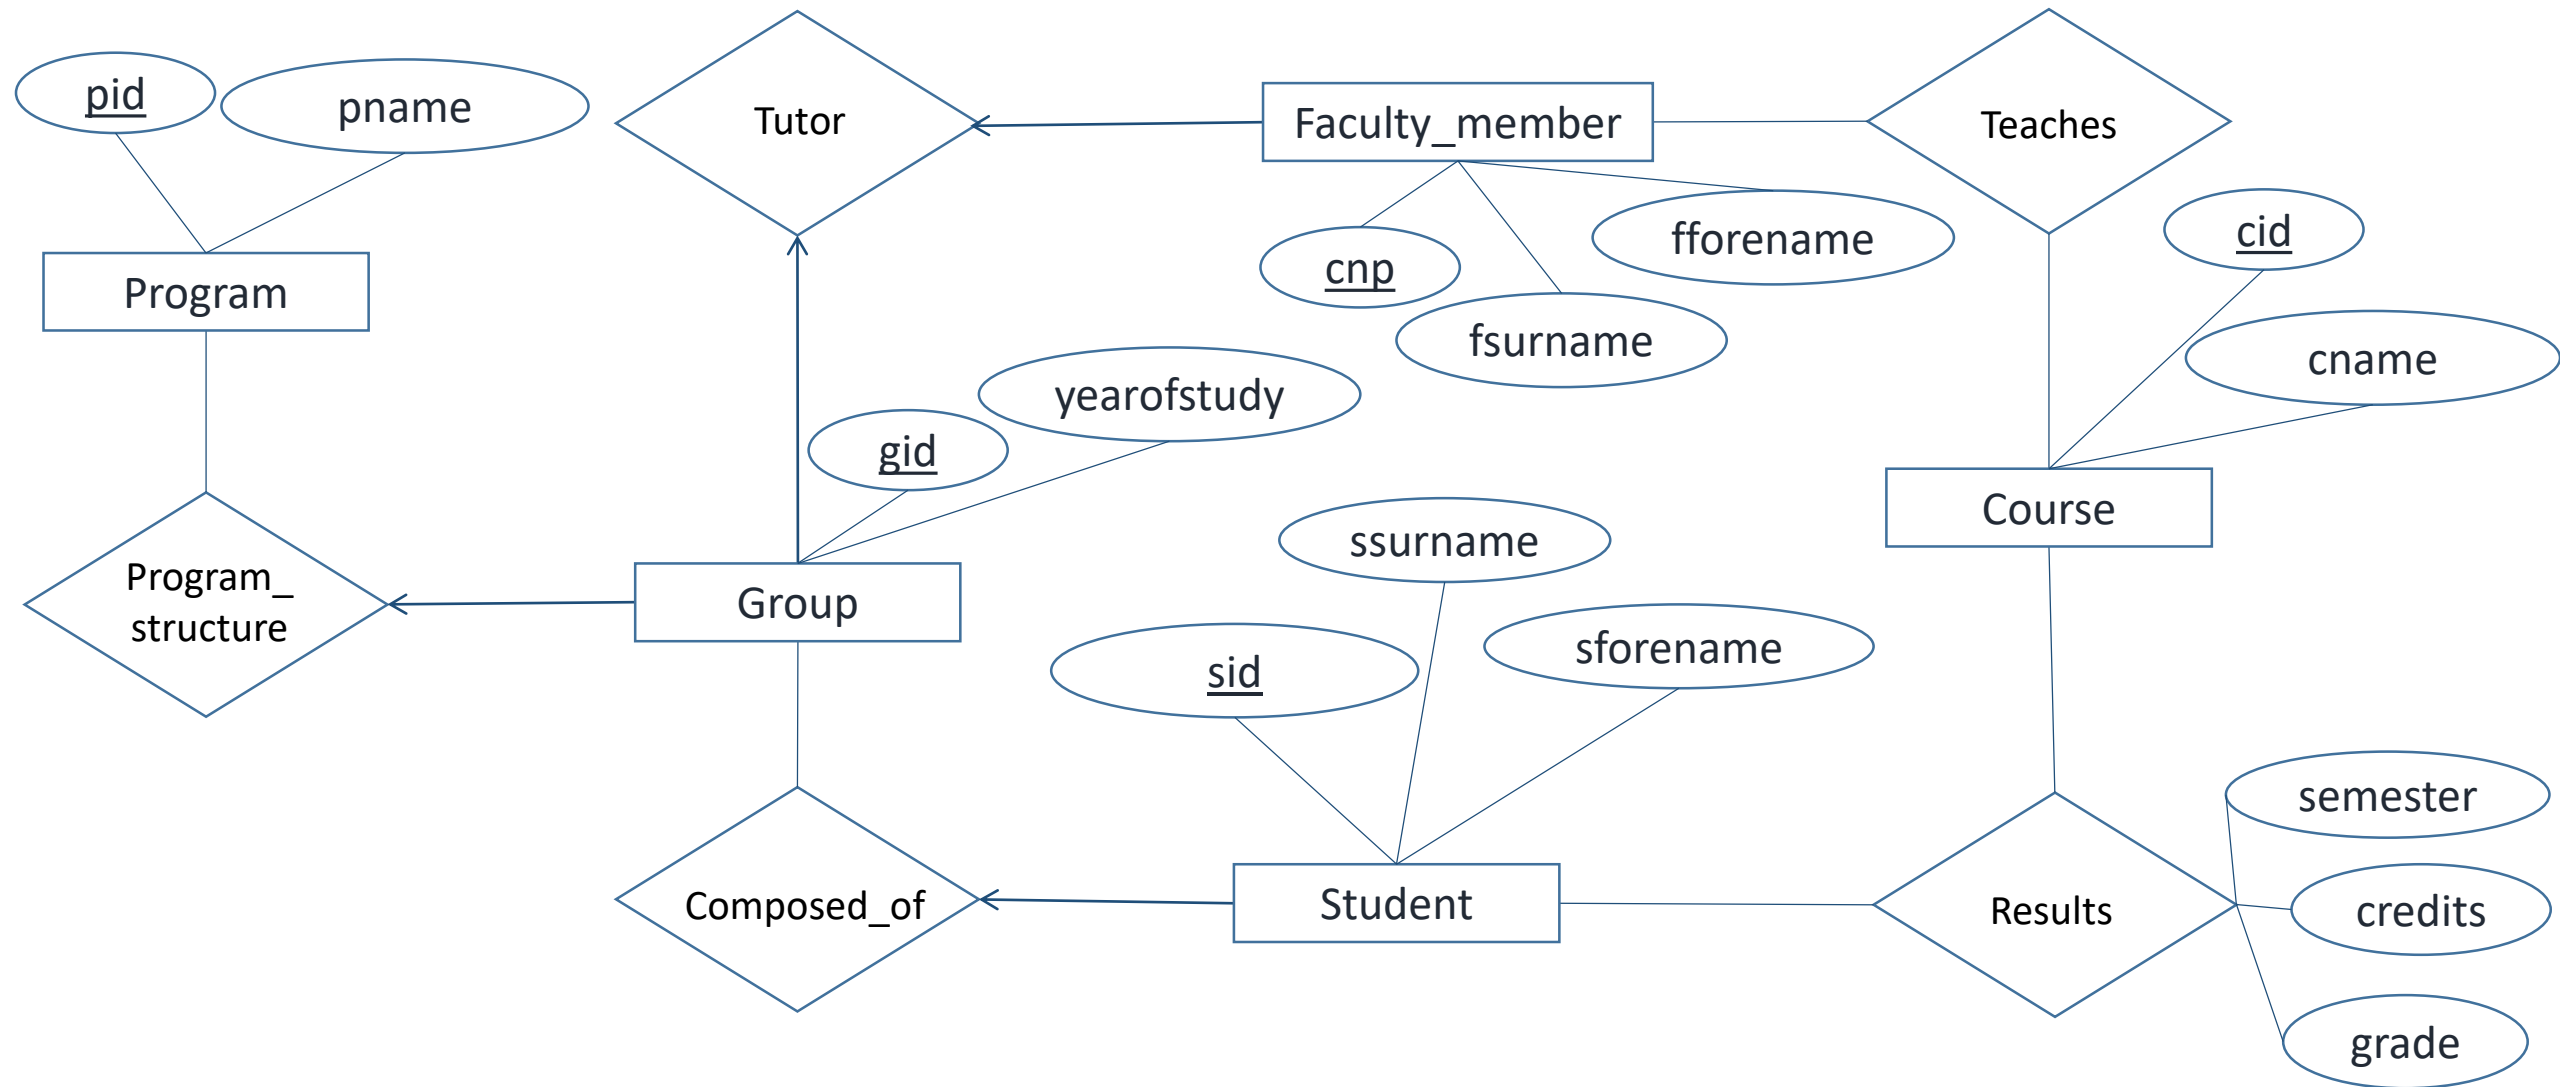 pid
pname
Tutor
Faculty_member
Teaches
cnp
fforename
fsurname
cid
cname
Program
gid
yearofstudy
Course
Program_
structure
Group
ssurname
sid
sforename
Composed_of
Student
Results
semester
credits
grade